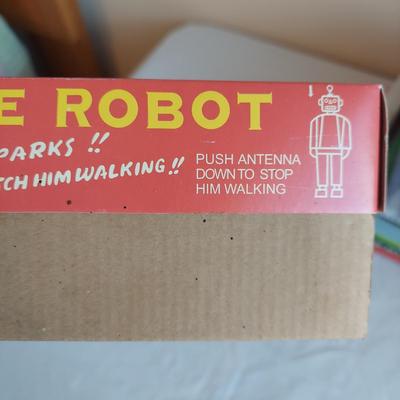 E ROBOT
PARKS !!
TCH HIM WALKING !!
PUSH ANTENNA
DOWN TO STOP
HIM WALKING